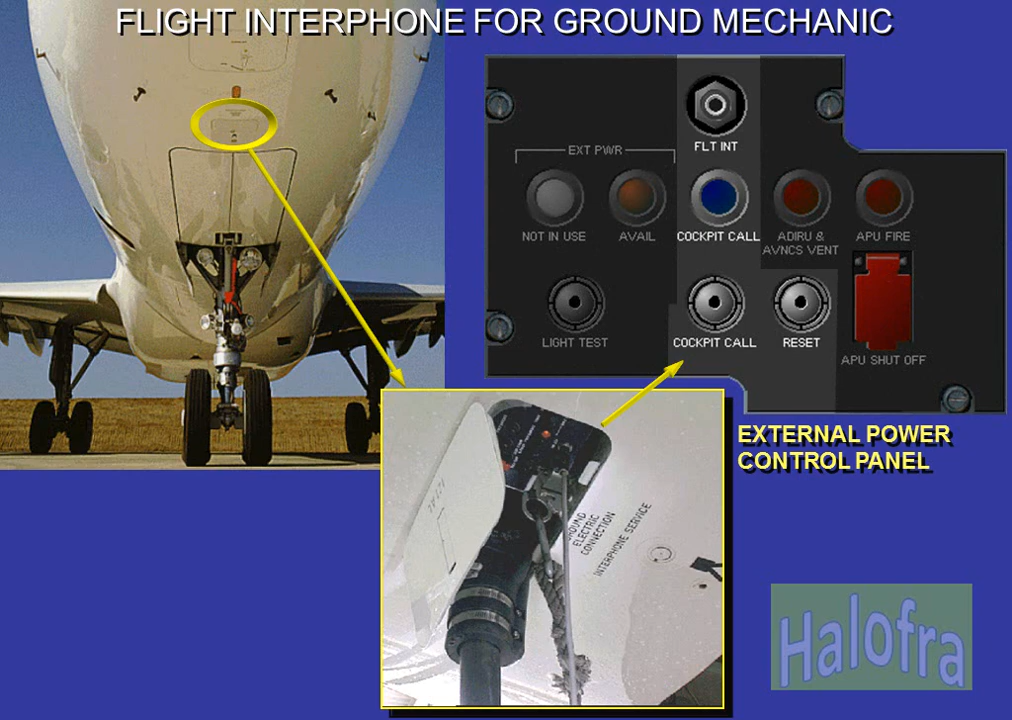 FLIGHT INTERPHONE FOR GROUND MECHANIC
FLT INT
EXT PWR
NOT IN USE
AVAIL
COCKPIT CALL
ADIRU &
AVNCS VENT
APU FIRE
LIGHT TEST
COCKPIT CALL
RESET
APU SHUT OFF
EXTERNAL POWER
CONTROL PANEL
ELECTRIC
CONNECTION
INTERPHONE SERVICE
Halofra